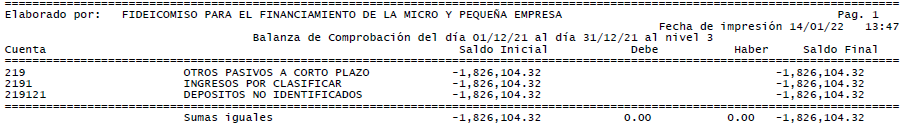 Elaborado por: FIDEICOMISO PARA EL FINANCIAMIENTO DE LA MICRO Y PEQUEÑA EMPRESA Pag. 1
Fecha de impresión 14/01/22 13:47
Balanza de Comprobación del día 01/12/21 al día 31/12/21 al nivel 3
Cuenta Saldo Inicial Debe Haber Saldo Final
219 OTROS PASIVOS A CORTO PLAZO -1,826,104.32 -1,826,104.32
2191 INGRESOS POR CLASIFICAR -1,826,104.32 -1,826,104.32
219121 DEPOSITOS NO IDENTIFICADOS -1,826,104.32 -1,826,104.32
Sumas iguales -1,826,104.32 0.00 0.00 -1,826,104.32